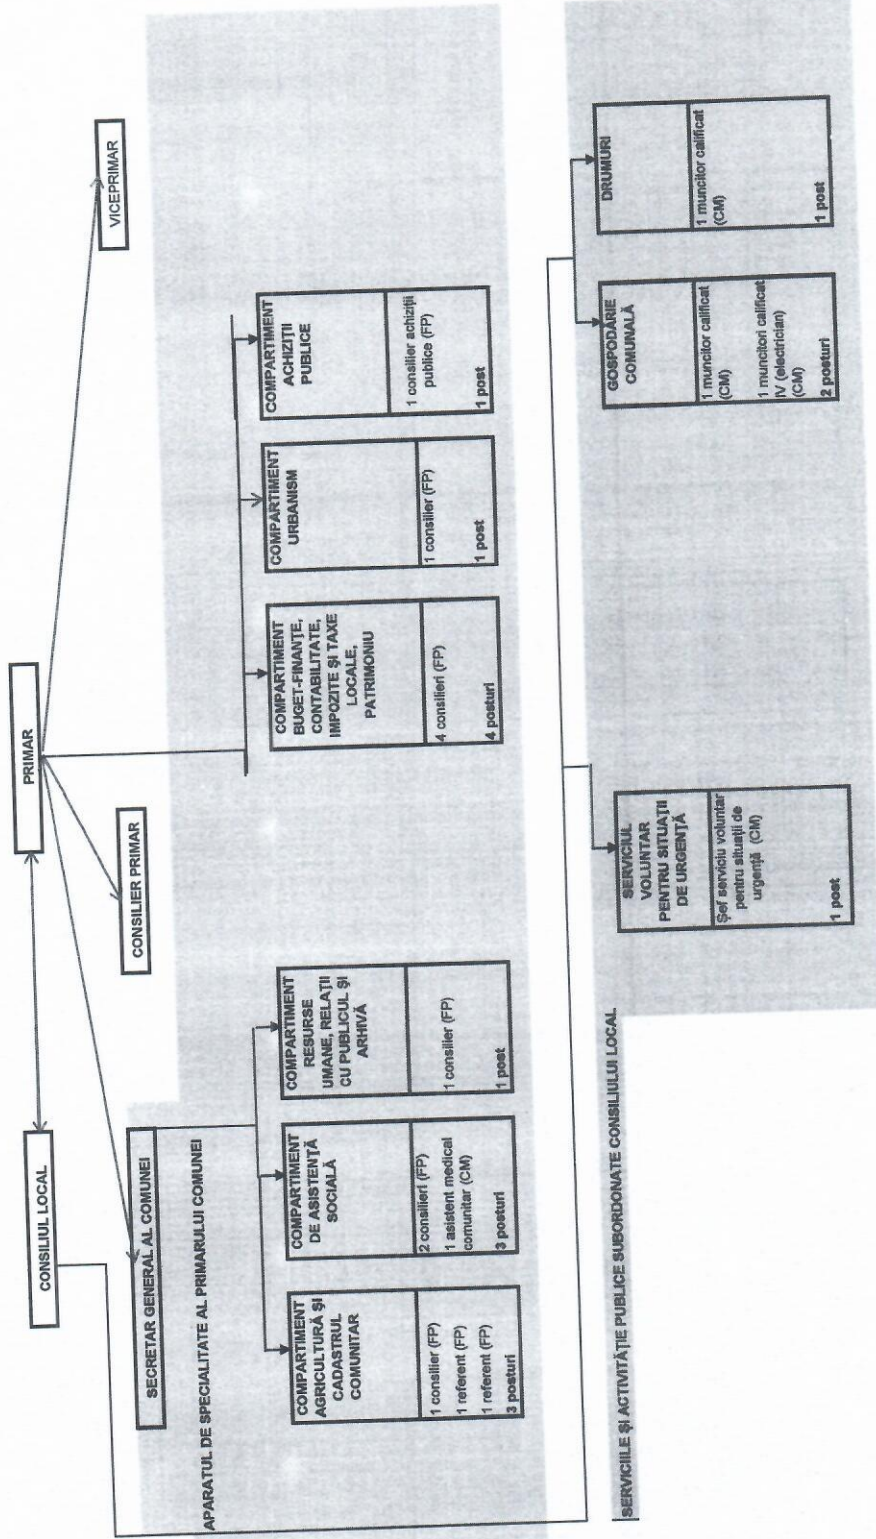 CONSILIUL LOCAL
PRIMAR
SECRETAR GENERAL AL COMUNEI
CONSILIER PRIMAR
VICEPRIMAR
APARATUL DE SPECIALITATE AL PRIMARULUI COMUNEI
COMPARTIMENT
AGRICULTURĂ ȘI
CADASTRUL
COMUNITAR
1 consilier (FP)
1 referent (FP)
1 referent (FP)
3 posturi
COMPARTIMENT
DE ASISTENȚĂ
SOCIALĂ
2 consilieri (FP)
1 asistent medical
comunitar (CM)
3 posturi
COMPARTIMENT
RESURSE
UMANE, RELAȚII
CU PUBLICUL ȘI
ARHIVĂ
1 consilier (FP)
1 post
COMPARTIMENT
BUGET-FINANȚE,
CONTABILITATE,
IMPOZITE ȘI TAXE
LOCALE,
PATRIMONIU
4 consilieri (FP)
4 posturi
COMPARTIMENT
URBANISM
1 consilier (FP)
1 post
COMPARTIMENT
ACHIZIȚII
PUBLICE
1 consilier achiziții
publice (FP)
1 post
SERVICIILE ȘI ACTIVITĂȚIE PUBLICE SUBORDONATE CONSILIULUI LOCAL
SERVICIUL
VOLUNTAR
PENTRU SITUAȚII
DE URGENȚĂ
Șef serviciu voluntar
pentru situații de
urgență (CM)
1 post
GOSPODĂRIE
COMUNALĂ
1 muncitor calificat
(CM)
1 muncitori calificat
IV (electrician)
(CM)
2 posturi
DRUMURI
1 muncitor calificat
(CM)
1 post